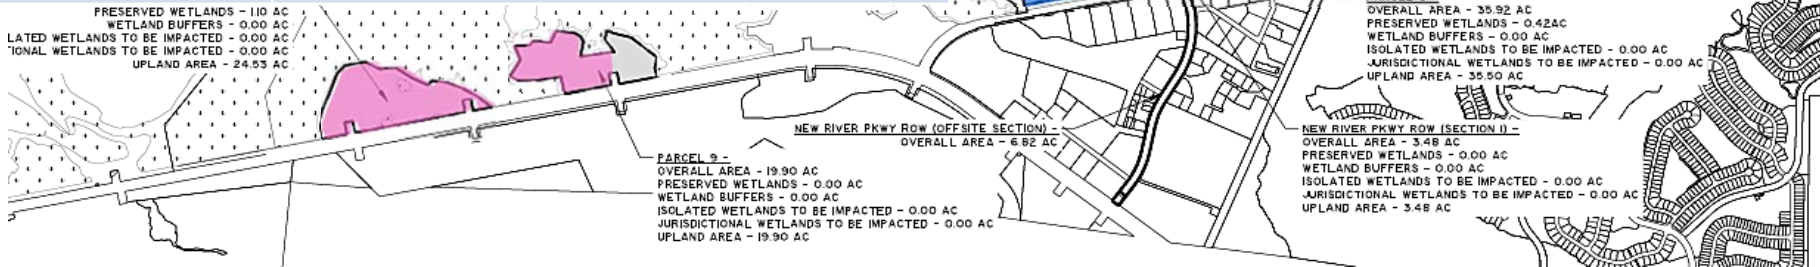 PRESERVED WETLANDS - 1.10 AC
WETLAND BUFFERS - 0.00 AC
LATED WETLANDS TO BE IMPACTED - 0.00 AC
IONAL WETLANDS TO BE IMPACTED - 0.00 AC
UPLAND AREA - 24.53 AC
PARCEL 9 -
OVERALL AREA - 19.90 AC
PRESERVED WETLANDS - 0.00 AC
WETLAND BUFFERS - 0.00 AC
ISOLATED WETLANDS TO BE IMPACTED - 0.00 AC
JURISDICTIONAL WETLANDS TO BE IMPACTED - 0.00 AC
UPLAND AREA - 19.90 AC
NEW RIVER PKWY ROW (OFFSITE SECTION) -
OVERALL AREA - 6.82 AC
OVERALL AREA - 35.92 AC
PRESERVED WETLANDS - 0.42AC
WETLAND BUFFERS - 0.00 AC
ISOLATED WETLANDS TO BE IMPACTED - 0.00 AC
JURISDICTIONAL WETLANDS TO BE IMPACTED - 0.00 AC
UPLAND AREA - 35.50 AC
NEW RIVER PKWY ROW (SECTION 1) -
OVERALL AREA - 3.48 AC
PRESERVED WETLANDS - 0.00 AC
WETLAND BUFFERS - 0.00 AC
ISOLATED WETLANDS TO BE IMPACTED - 0.00 AC
JURISDICTIONAL WETLANDS TO BE IMPACTED - 0.00 AC
UPLAND AREA - 3.48 AC